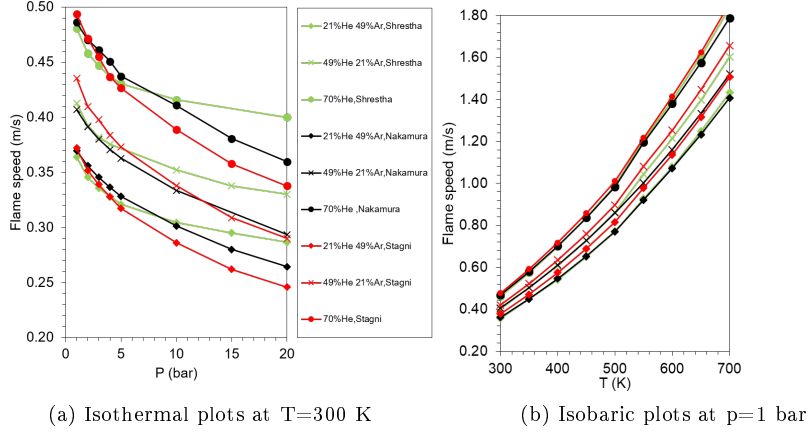 0.50
0.45
0.40
0.35
0.30
0.25
0.20
Flame speed (m/s)
0
5
10
15
20
P (bar)
21%He 49%Ar,Shrestha
49%He 21%Ar,Shrestha
70%He,Shrestha
21%He 49%Ar,Nakamura
49%He 21%Ar,Nakamura
70%He ,Nakamura
21%He 49%Ar,Stagni
49%He 21%Ar,Stagni
70%He,Stagni
1.80
1.60
1.40
1.20
1.00
0.80
0.60
0.40
0.20
Flame speed (m/s)
300
400
500
600
700
T (K)
(a) Isothermal plots at T=300 K
(b) Isobaric plots at p=1 bar